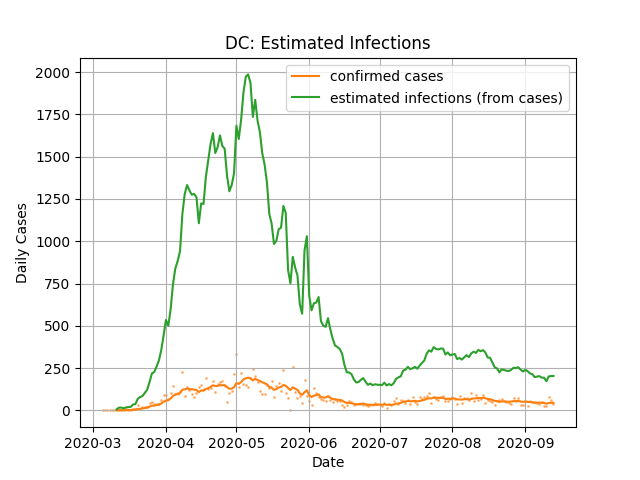 DC: Estimated Infections
confirmed cases
estimated infections (from cases)
Daily Cases
2000
1750
1500
1250
1000
750
500
250
0
2020-03 2020-04 2020-05 2020-06 2020-07 2020-08 2020-09
Date